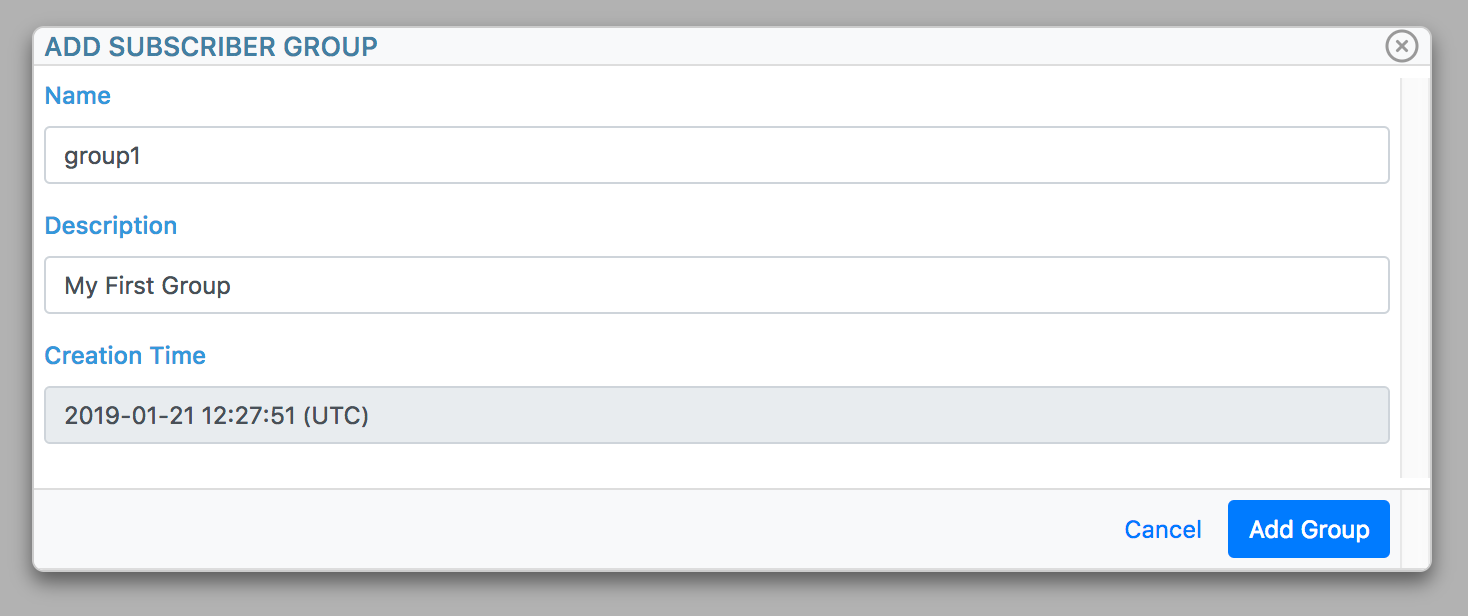 ADD SUBSCRIBER GROUP
Name
group1
Description
My First Group
Creation Time
2019-01-21 12:27:51 (UTC)
Cancel Add Group